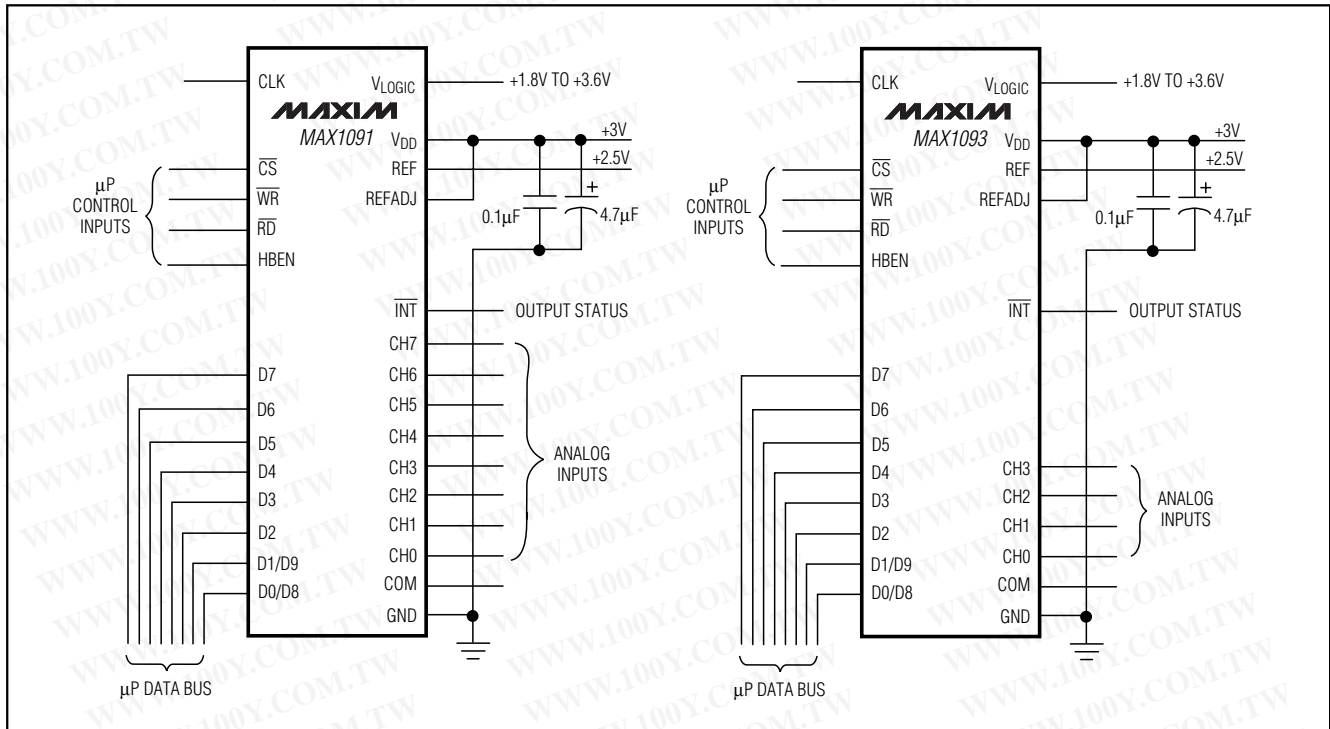 CLK
VLOGIC
+1.8V TO +3.6V
MAXIM
MAX1091
VDD
+3V
CS
REF
+2.5V
µP
CONTROL
INPUTS
WR
REFADJ
0.1µF
+
4.7µF
RD
HBEN
INT
OUTPUT STATUS
CH7
D7
CH6
D6
CH5
D5
CH4
D4
CH3
D3
CH2
D2
CH1
D1/D9
CH0
D0/D8
COM
GND
ANALOG
INPUTS
µP DATA BUS
CLK
VLOGIC
+1.8V TO +3.6V
MAXIM
MAX1093
VDD
+3V
CS
REF
+2.5V
µP
CONTROL
INPUTS
WR
REFADJ
0.1µF
+
4.7µF
RD
HBEN
INT
OUTPUT STATUS
D7
D6
D5
D4
CH3
D3
CH2
D2
CH1
D1/D9
CH0
D0/D8
COM
GND
ANALOG
INPUTS
µP DATA BUS
WWW.100Y.COM.TW